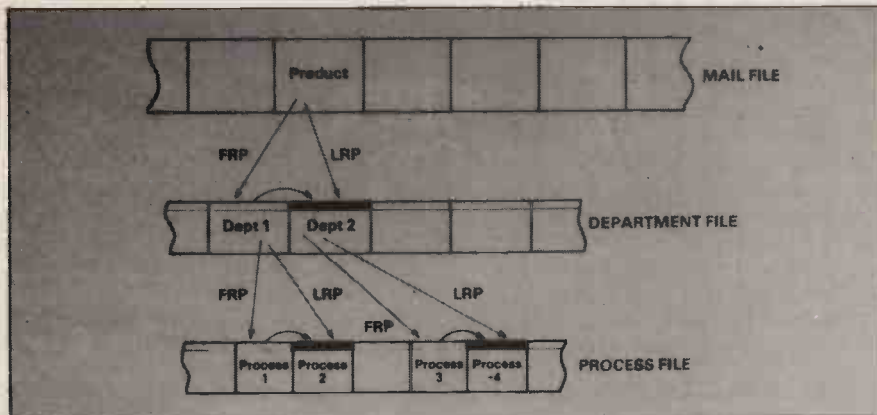 Product
MAIL FILE
FRP
LRP
Dept 1
Dept 2
DEPARTMENT FILE
FRP
LRP
FRP
LRP
Process
1
Process
2
Process
3
Process
-4
PROCESS FILE